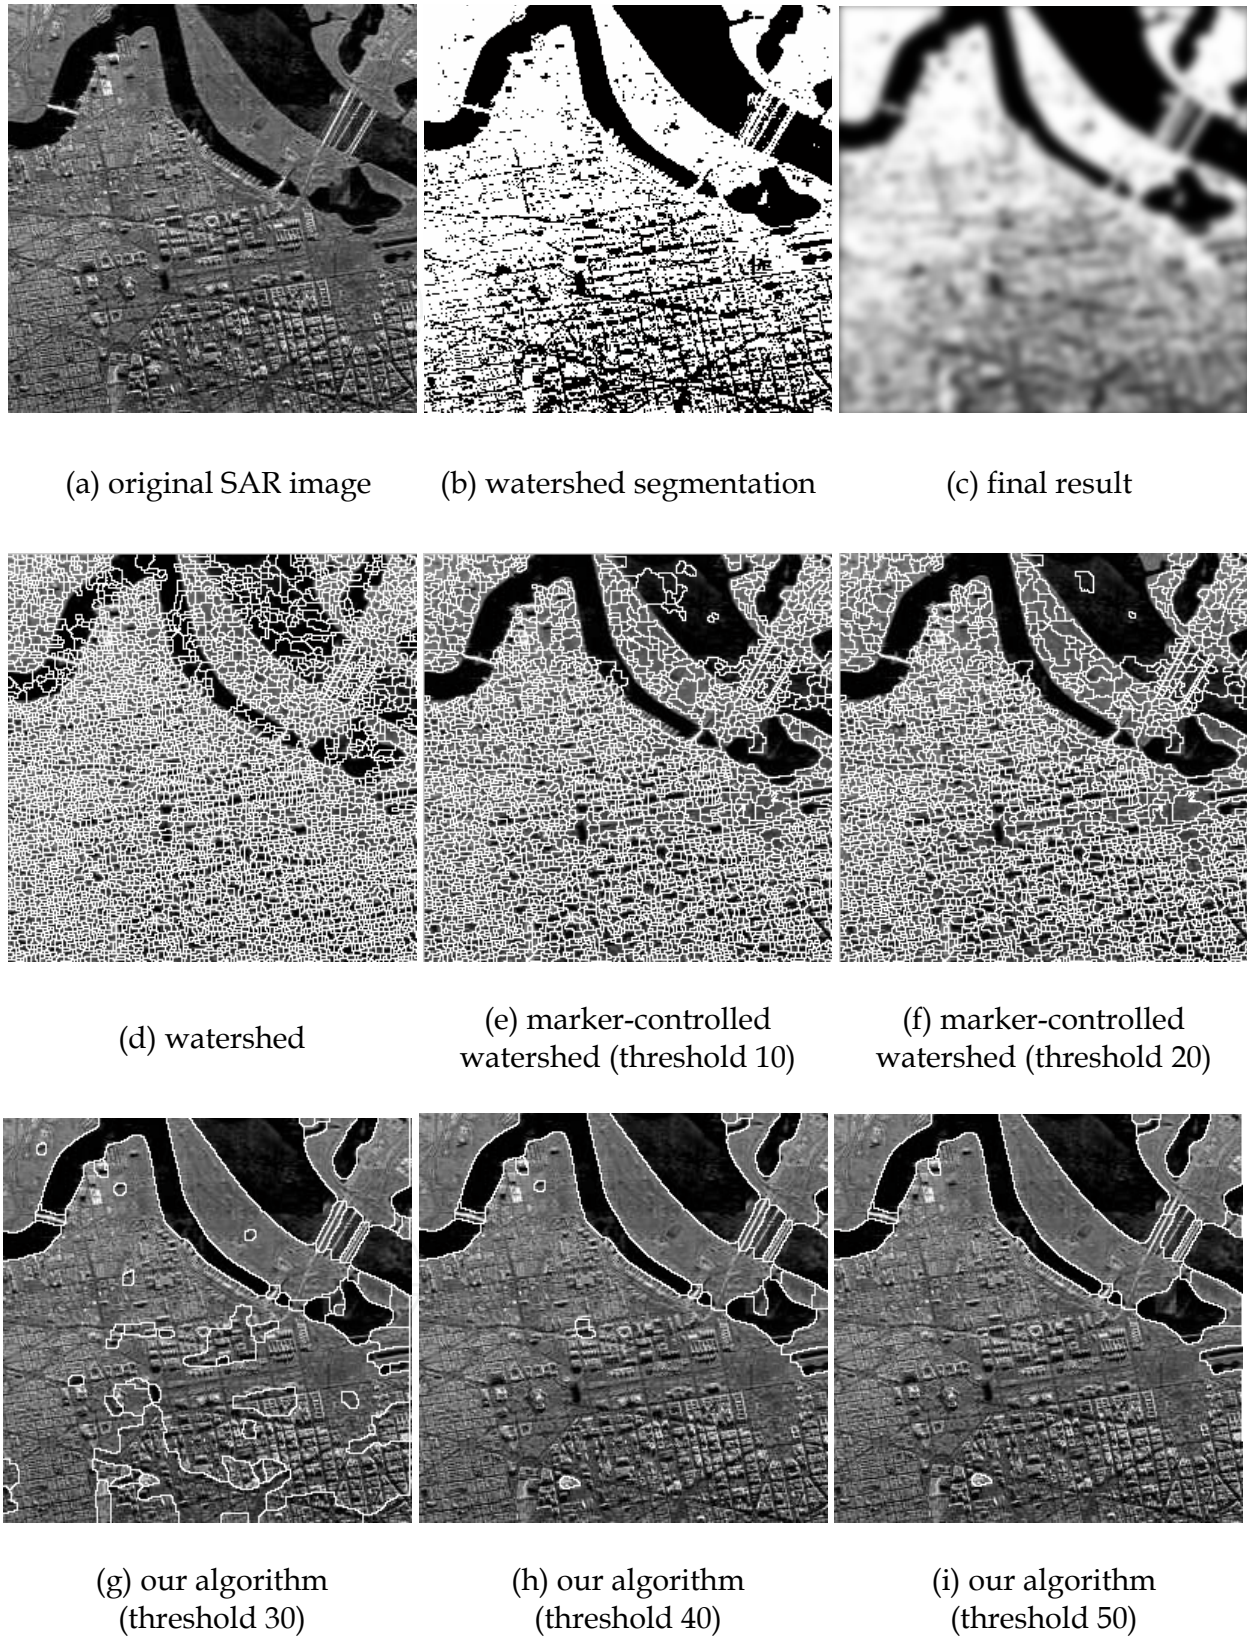 (a) original SAR image
(b) watershed segmentation
(c) final result
(d) watershed
(e) marker-controlled
watershed (threshold 10)
(f) marker-controlled
watershed (threshold 20)
(g) our algorithm
(threshold 30)
(h) our algorithm
(threshold 40)
(i) our algorithm
(threshold 50)